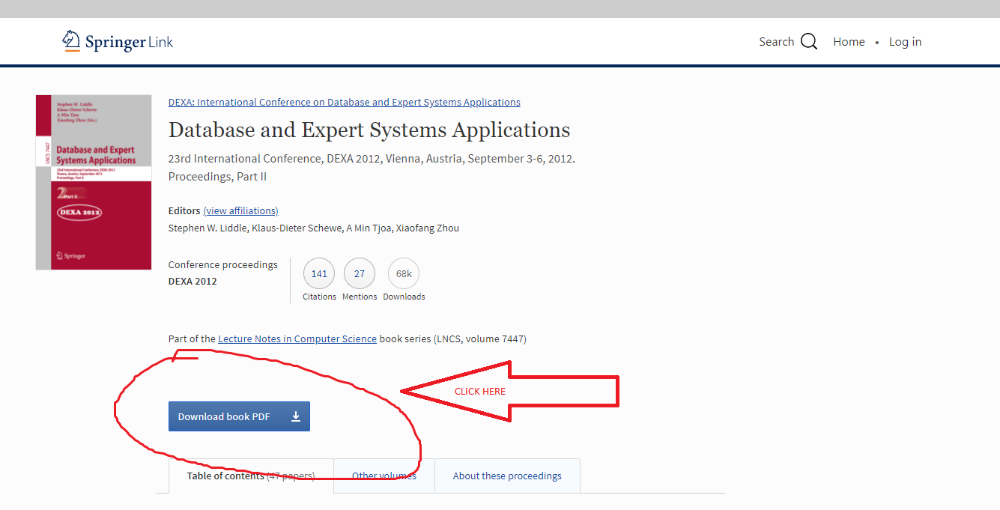 Springer Link
Search Home • Log in
Stephen W. Liddle
Klaus-Dieter Schewe
A Min Tjoa
Xiaofang Zhou (Eds.)
LNCS 7447
Database and Expert
Systems Applications
23rd International Conference, DEXA 2012
Vienna, Austria, September 2012
Proceedings, Part II
2
Part II
DEXA 2012
Springer
DEXA: International Conference on Database and Expert Systems Applications
Database and Expert Systems Applications
23rd International Conference, DEXA 2012, Vienna, Austria, September 3-6, 2012.
Proceedings, Part II
Editors (view affiliations)
Stephen W. Liddle, Klaus-Dieter Schewe, A Min Tjoa, Xiaofang Zhou
Conference proceedings
DEXA 2012
141 27 68k
Citations Mentions Downloads
Part of the Lecture Notes in Computer Science book series (LNCS, volume 7447)
CLICK HERE
Download book PDF
Table of contents (47 papers) Other volumes About these proceedings